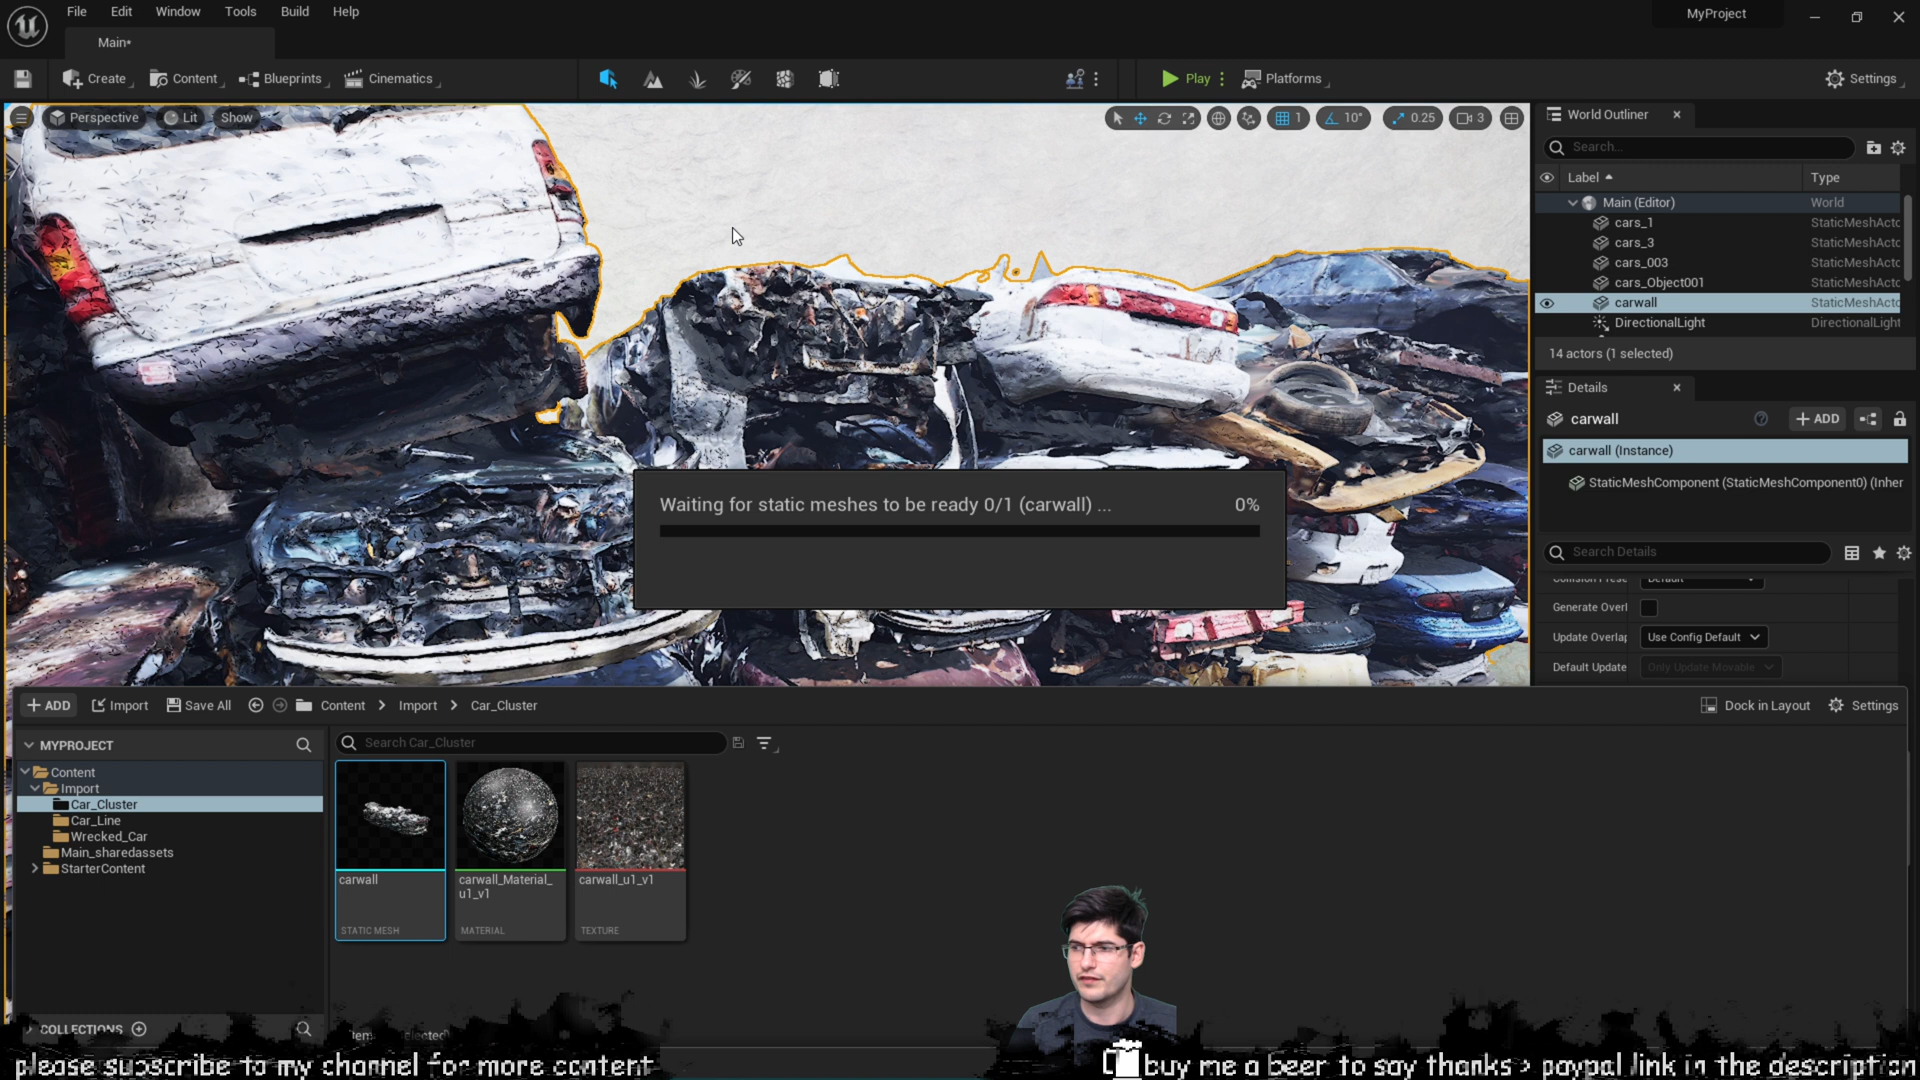 File Edit Window Tools Build Help
MyProject
Main*
Create Content Blueprints Cinematics Play Platforms Settings
Perspective Lit Show 1 10° 0.25 3
World Outliner
Search...
Label Type
Main (Editor) World
cars_1 StaticMeshActo
cars_3 StaticMeshActo
cars_003 StaticMeshActo
cars_Object001 StaticMeshActo
carwall StaticMeshActo
DirectionalLight DirectionalLight
14 actors (1 selected)
Details
carwall + ADD
carwall (Instance)
StaticMeshComponent (StaticMeshComponent0) (Inher
Search Details
Collision Prese Default
Generate Overl
Update Overlap Use Config Default
Default Update Only Update Movable
Waiting for static meshes to be ready 0/1 (carwall) ... 0%
+ ADD Import Save All Content > Import > Car_Cluster Dock in Layout Settings
MYPROJECT
Content
Import
Car_Cluster
Car_Line
Wrecked_Car
Main_sharedassets
StarterContent
COLLECTIONS
Search Car_Cluster
carwall
STATIC MESH
carwall_Material_
u1_v1
MATERIAL
carwall_u1_v1
TEXTURE
please subscribe to my channel for more content
buy me a beer to say thanks > paypal link in the description